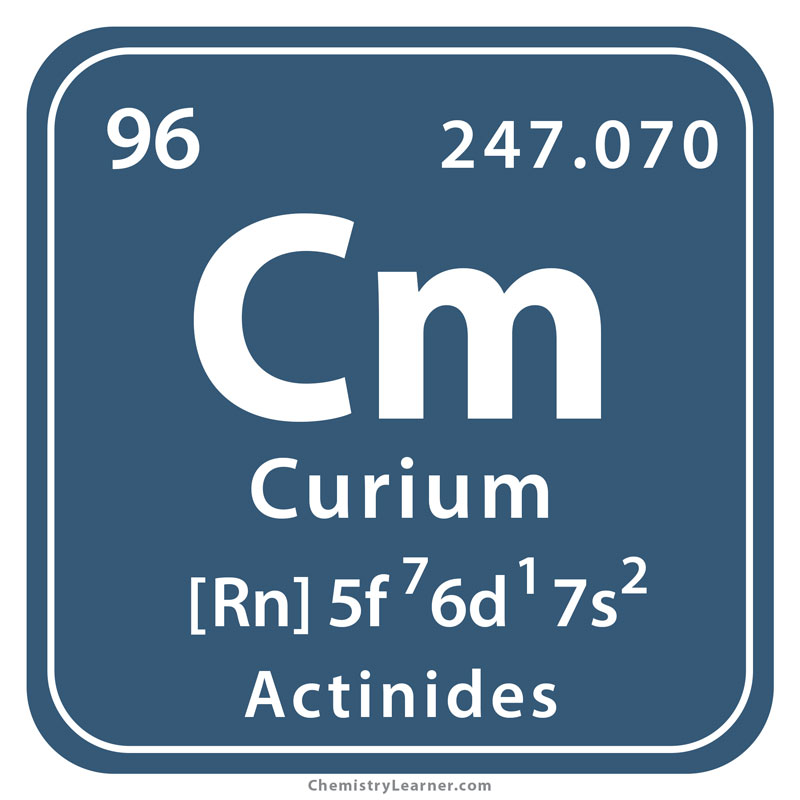 96 247.070
Cm
Curium
[Rn] 5f⁷6d¹7s²
Actinides
ChemistryLearner.com